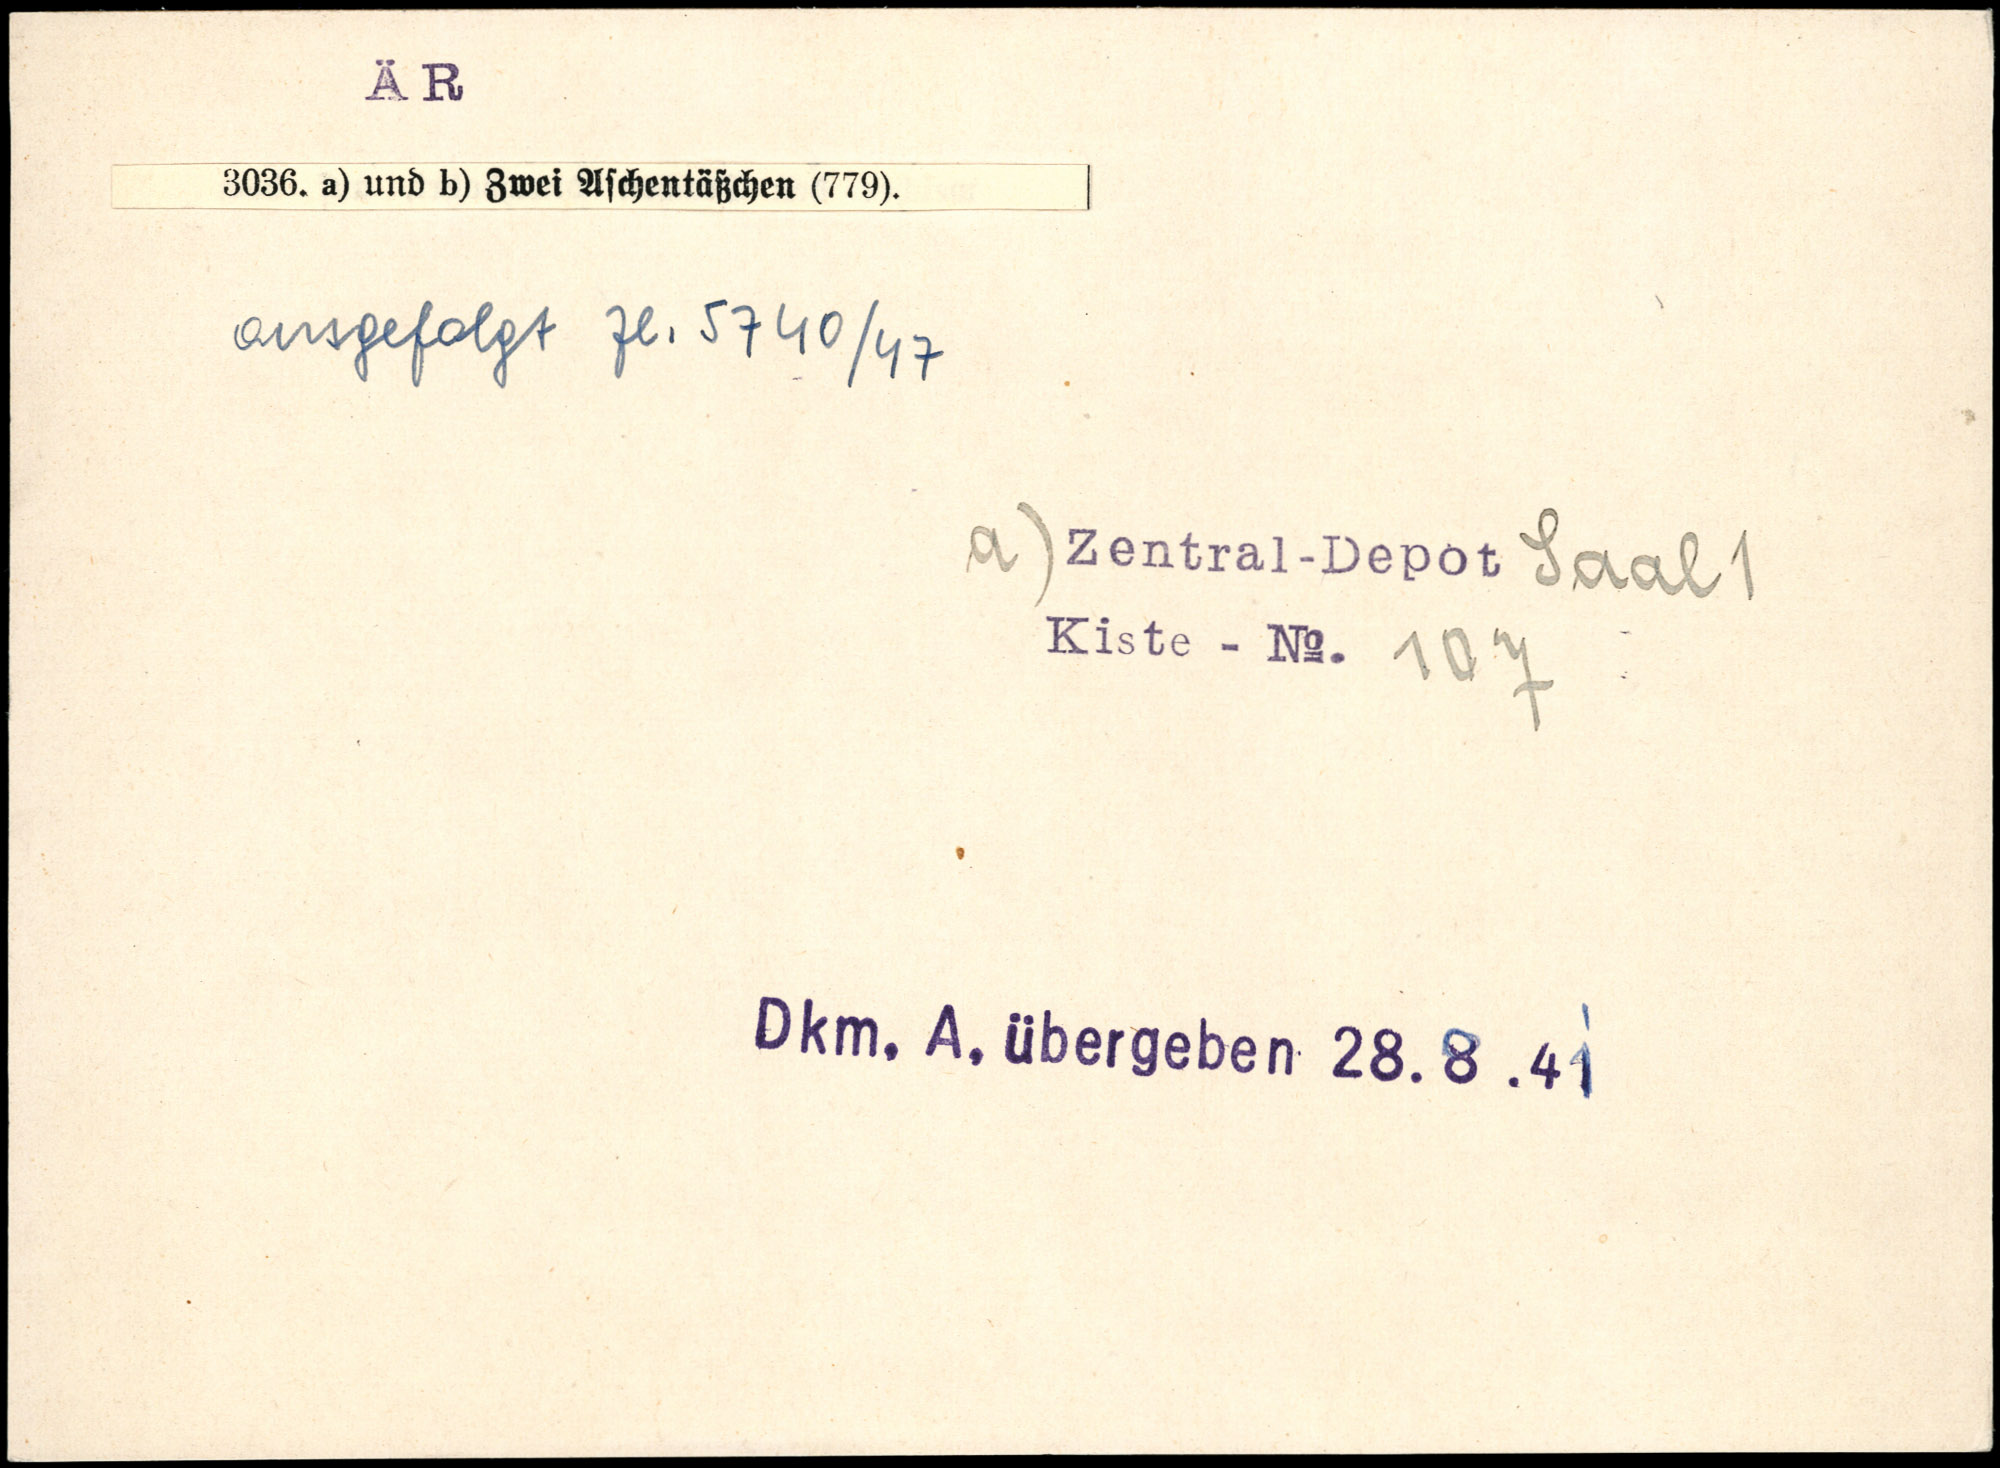 ÄR
3036. a) und b) Zwei Aschentäßchen (779).
ausgefolgt Zl. 5740/47
a) Zentral-Depot Saal 1
Kiste - №. 107
Dkm. A. übergeben 28. 8 .41